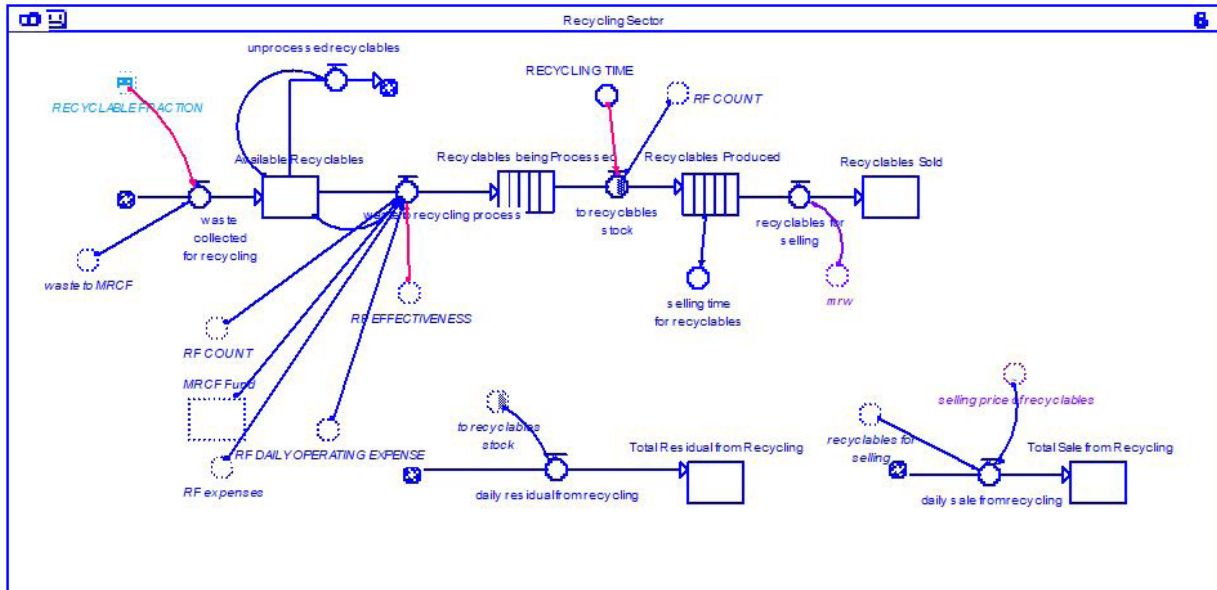 Recycling Sector
unprocessed recyclables
RECYCLING TIME
RECYCLABLE FRACTION
RF COUNT
Available Recyclables
Recyclables being Processed
Recyclables Produced
Recyclables Sold
waste to recycling process
waste
collected
for recycling
to recyclables
stock
recyclables for
selling
waste to MRCF
mrw
selling time
for recyclables
RF EFFECTIVENESS
RF COUNT
MRCF Fund
selling price of recyclables
to recyclables
stock
recyclables for
selling
RF DAILY OPERATING EXPENSE
Total Residual from Recycling
Total Sale from Recycling
RF expenses
daily residual from recycling
daily sale from recycling